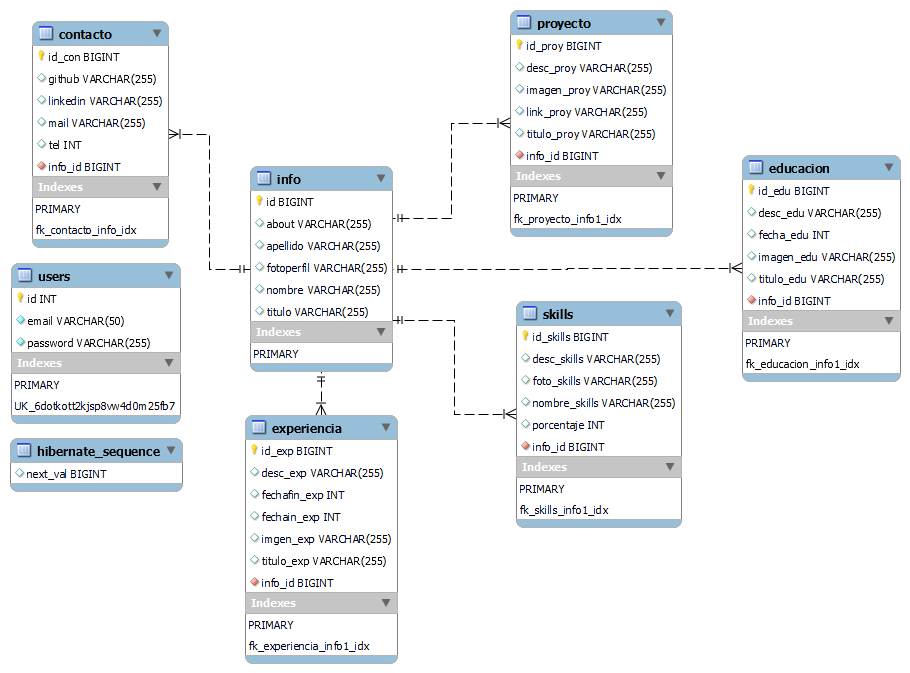 contacto
id_con BIGINT
github VARCHAR(255)
linkedin VARCHAR(255)
mail VARCHAR(255)
tel INT
info_id BIGINT
Indexes
PRIMARY
fk_contacto_info_idx
users
id INT
email VARCHAR(50)
password VARCHAR(255)
Indexes
PRIMARY
UK_6dotkott2kjsp8vw4d0m25fb7
hibernate_sequence
next_val BIGINT
info
id BIGINT
about VARCHAR(255)
apellido VARCHAR(255)
fotoperfil VARCHAR(255)
nombre VARCHAR(255)
titulo VARCHAR(255)
Indexes
PRIMARY
experiencia
id_exp BIGINT
desc_exp VARCHAR(255)
fechafin_exp INT
fechain_exp INT
imgen_exp VARCHAR(255)
titulo_exp VARCHAR(255)
info_id BIGINT
Indexes
PRIMARY
fk_experiencia_info1_idx
proyecto
id_proy BIGINT
desc_proy VARCHAR(255)
imagen_proy VARCHAR(255)
link_proy VARCHAR(255)
titulo_proy VARCHAR(255)
info_id BIGINT
Indexes
PRIMARY
fk_proyecto_info1_idx
skills
id_skills BIGINT
desc_skills VARCHAR(255)
foto_skills VARCHAR(255)
nombre_skills VARCHAR(255)
porcentaje INT
info_id BIGINT
Indexes
PRIMARY
fk_skills_info1_idx
educacion
id_edu BIGINT
desc_edu VARCHAR(255)
fecha_edu INT
imagen_edu VARCHAR(255)
titulo_edu VARCHAR(255)
info_id BIGINT
Indexes
PRIMARY
fk_educacion_info1_idx